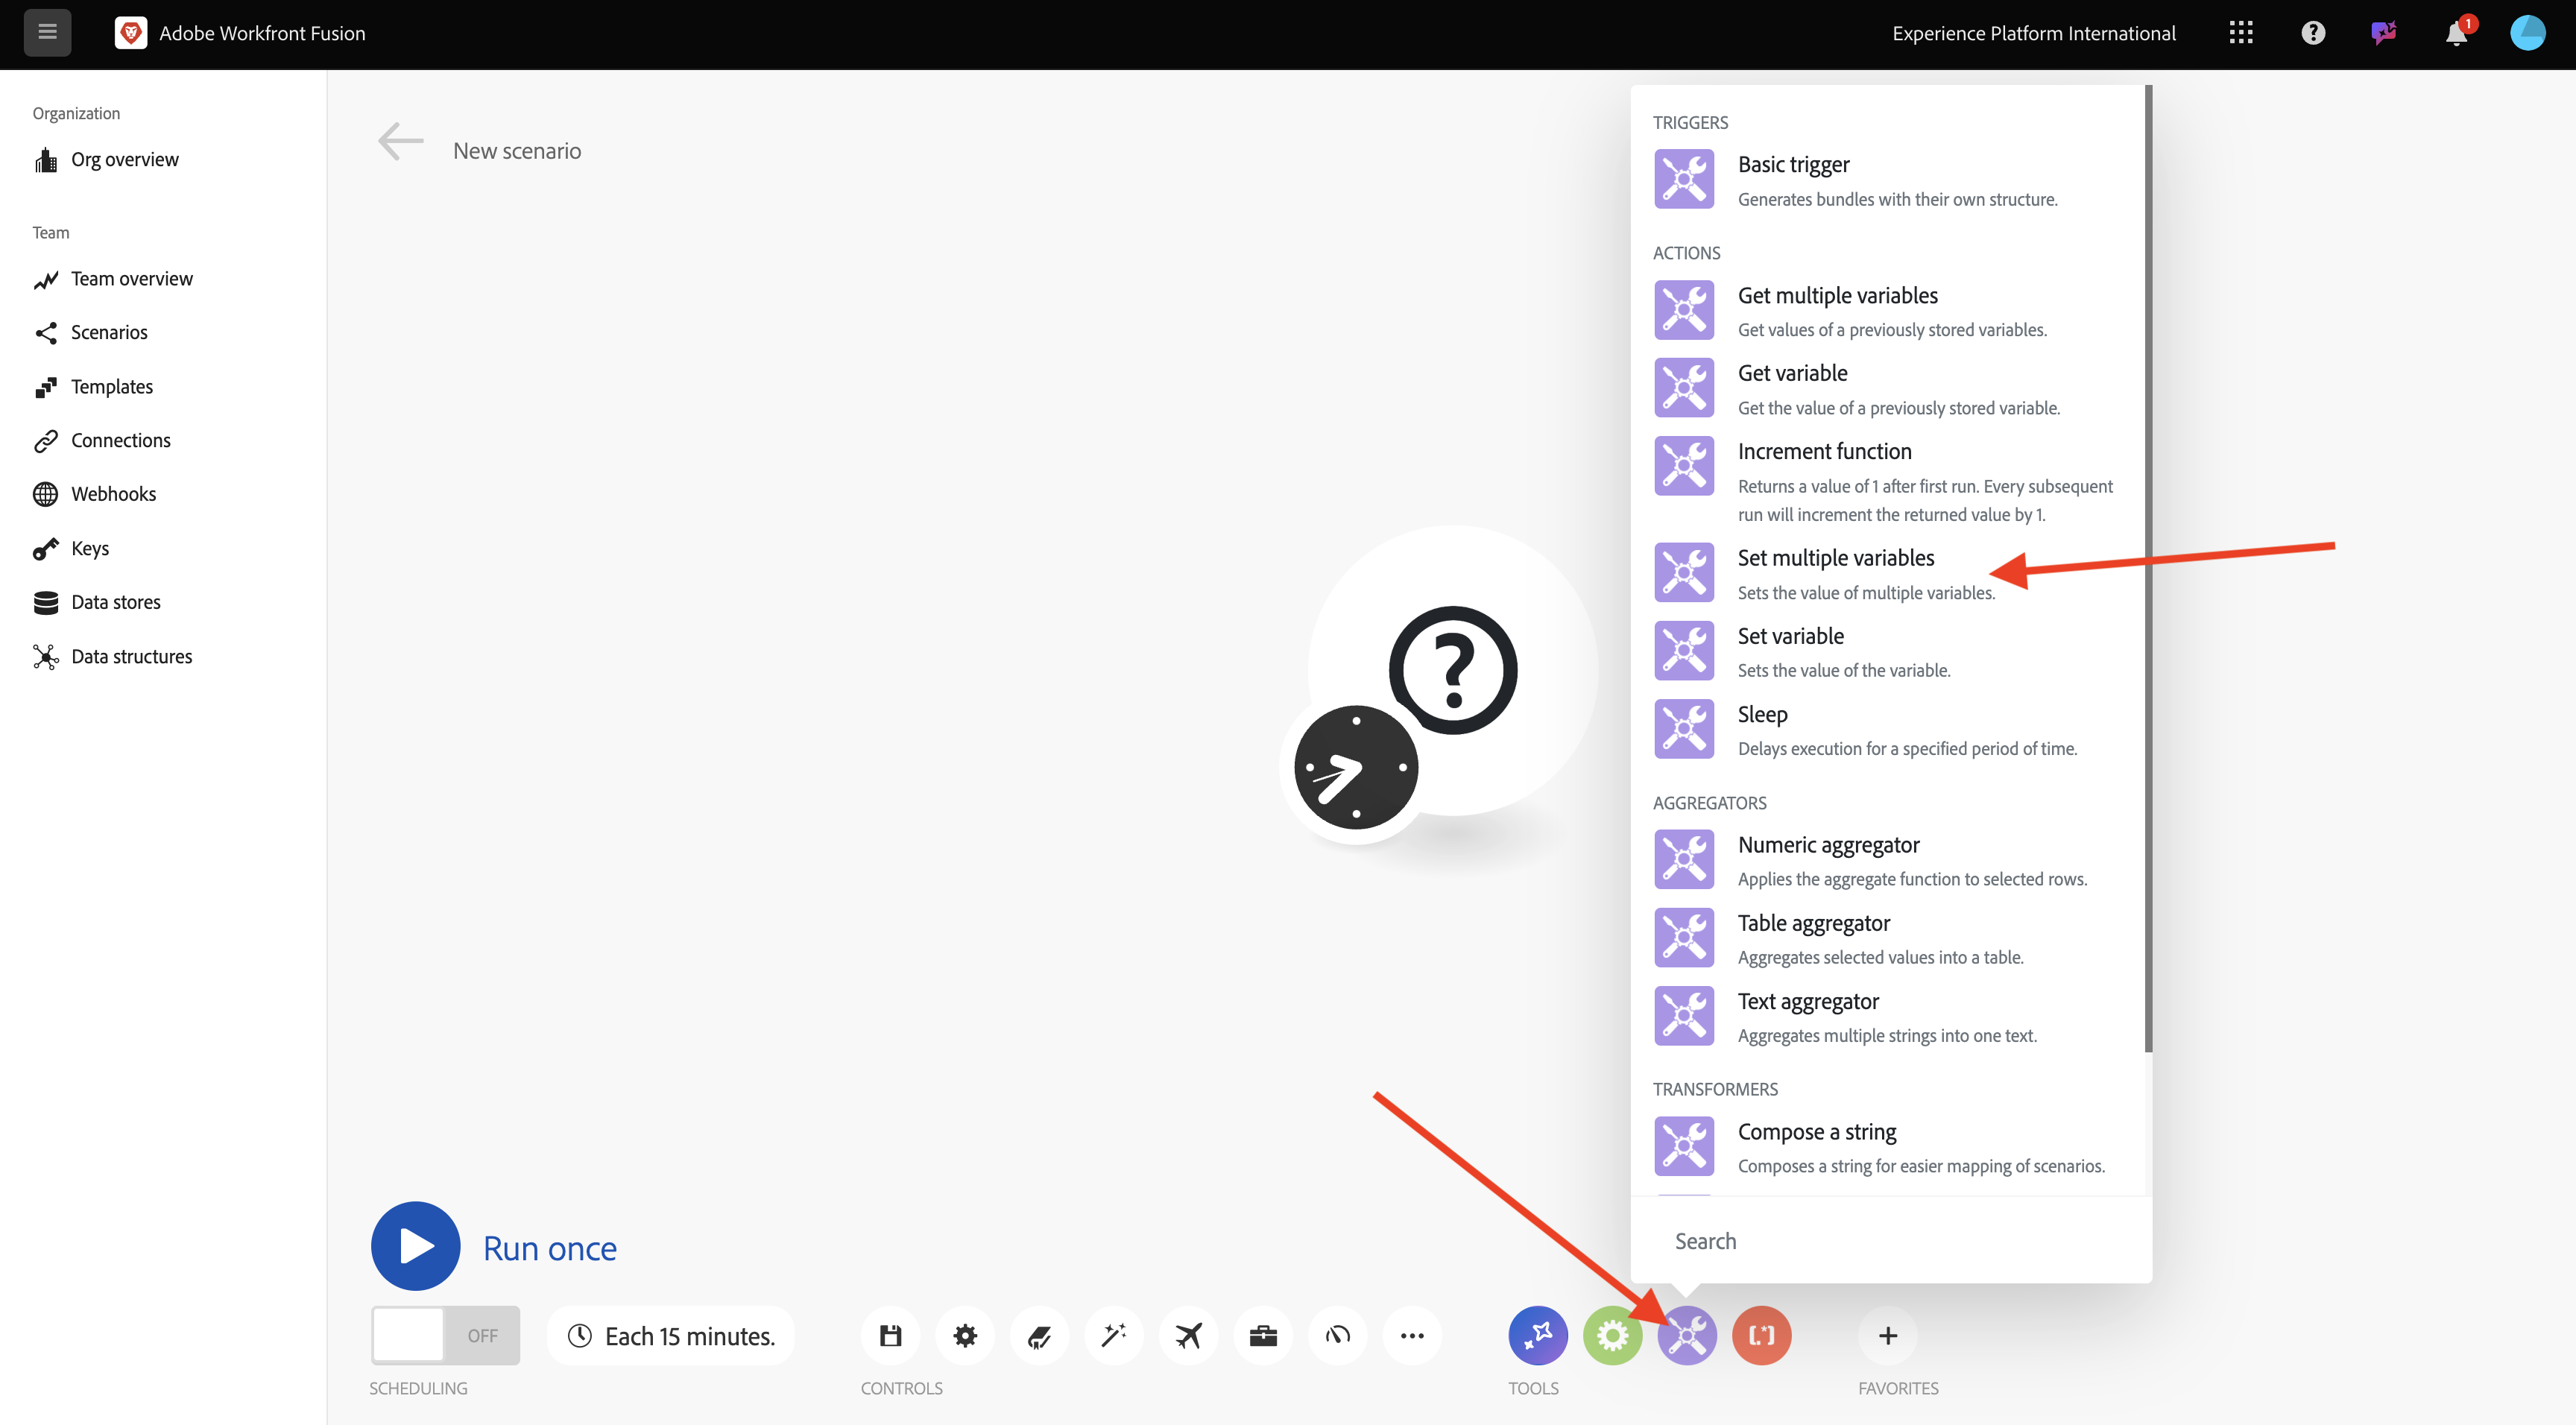 Adobe Workfront Fusion
Experience Platform International
1
Organization
Org overview
Team
Team overview
Scenarios
Templates
Connections
Webhooks
Keys
Data stores
Data structures
New scenario
TRIGGERS
Basic trigger
Generates bundles with their own structure.
ACTIONS
Get multiple variables
Get values of a previously stored variables.
Get variable
Get the value of a previously stored variable.
Increment function
Returns a value of 1 after first run. Every subsequent
run will increment the returned value by 1.
Set multiple variables
Sets the value of multiple variables.
Set variable
Sets the value of the variable.
Sleep
Delays execution for a specified period of time.
AGGREGATORS
Numeric aggregator
Applies the aggregate function to selected rows.
Table aggregator
Aggregates selected values into a table.
Text aggregator
Aggregates multiple strings into one text.
TRANSFORMERS
Compose a string
Composes a string for easier mapping of scenarios.
Search
Run once
OFF
Each 15 minutes.
SCHEDULING
CONTROLS
TOOLS
FAVORITES